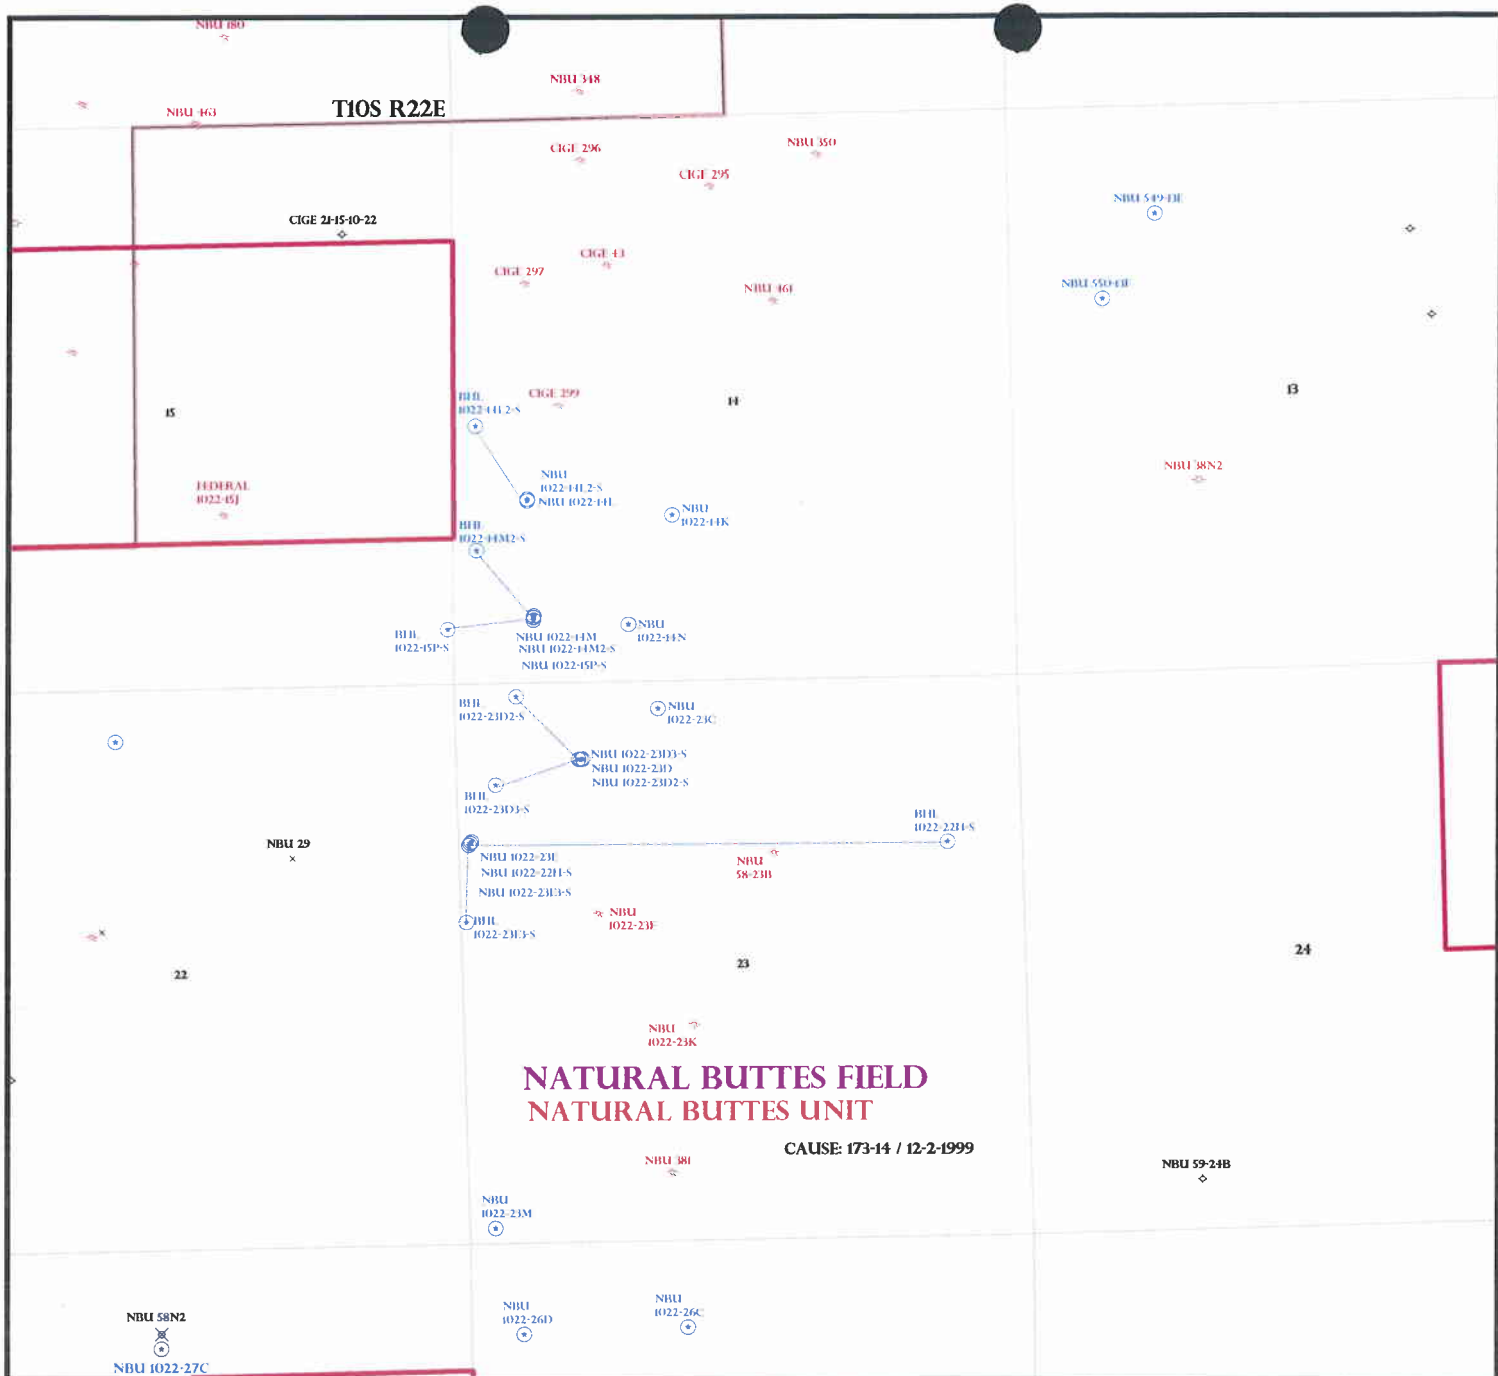 NBU 180
NBU 348
NBU 463
T10S R22E
CIGE 296
NBU 350
CIGE 295
NBU 549-13E
CIGE 21-15-10-22
CIGE 43
CIGE 297
NBU 461
NBU 550-13F
BHL
1022-14L2-S
CIGE 299
15
14
13
NBU 38N2
FEDERAL
1022-15J
NBU
1022-14L2-S
NBU 1022-14L
NBU
1022-14K
BHL
1022-14M2-S
BHL
1022-15P-S
NBU 1022-14M
NBU 1022-14M2-S
NBU 1022-15P-S
NBU
1022-14N
BHL
1022-23D2-S
NBU
1022-23C
NBU 1022-23D3-S
NBU 1022-23D
NBU 1022-23D2-S
BHL
1022-23D3-S
BHL
1022-22H-S
NBU 29
NBU 1022-23E
NBU 1022-22H-S
NBU 1022-23E3-S
NBU
58-23B
BHL
1022-23E3-S
NBU
1022-23F
22
23
24
NBU
1022-23K
NATURAL BUTTES FIELD
NATURAL BUTTES UNIT
CAUSE: 173-14 / 12-2-1999
NBU 381
NBU 59-24B
NBU
1022-23M
NBU 58N2
NBU 1022-27C
NBU
1022-26D
NBU
1022-26C